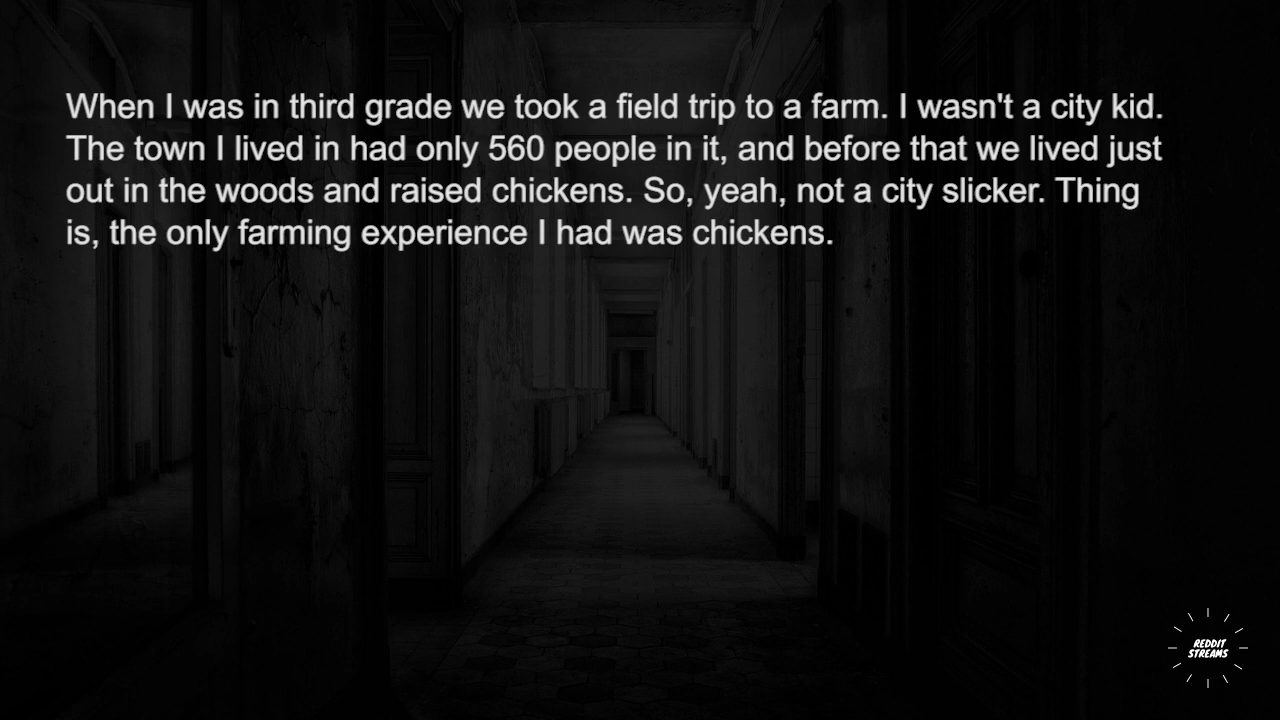 When I was in third grade we took a field trip to a farm. I wasn't a city kid.
The town I lived in had only 560 people in it, and before that we lived just
out in the woods and raised chickens. So, yeah, not a city slicker. Thing
is, the only farming experience I had was chickens.
REDDIT
STREAMS